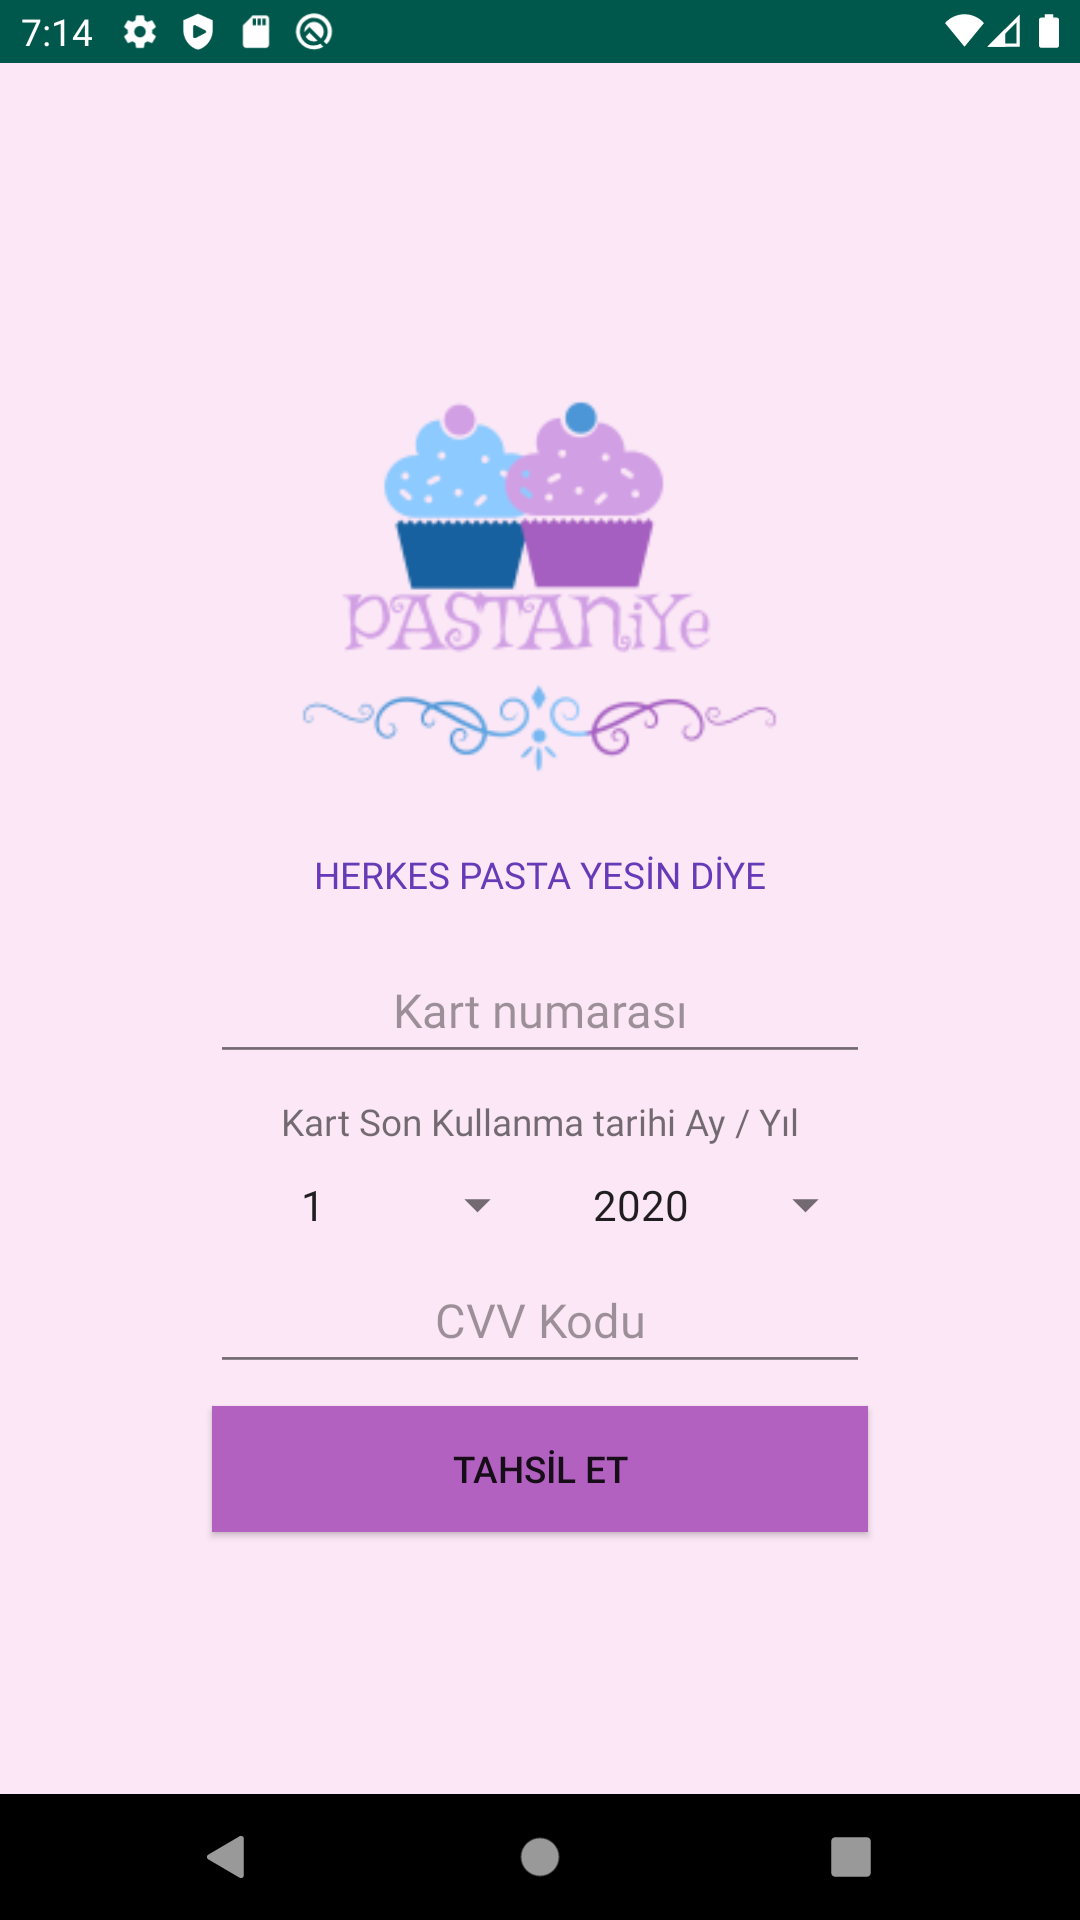 7:14
PASTANiYe
HERKES PASTA YESİN DİYE
Kart numarası
Kart Son Kullanma tarihi Ay / Yıl
1 2020
CVV Kodu
TAHSİL ET